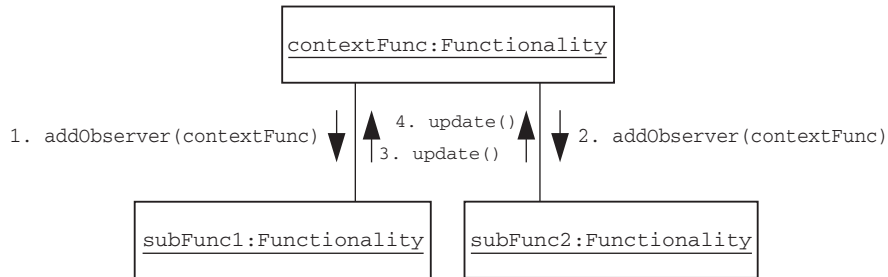 contextFunc:Functionality
1. addObserver(contextFunc)
4. update()
3. update()
2. addObserver(contextFunc)
subFunc1:Functionality
subFunc2:Functionality